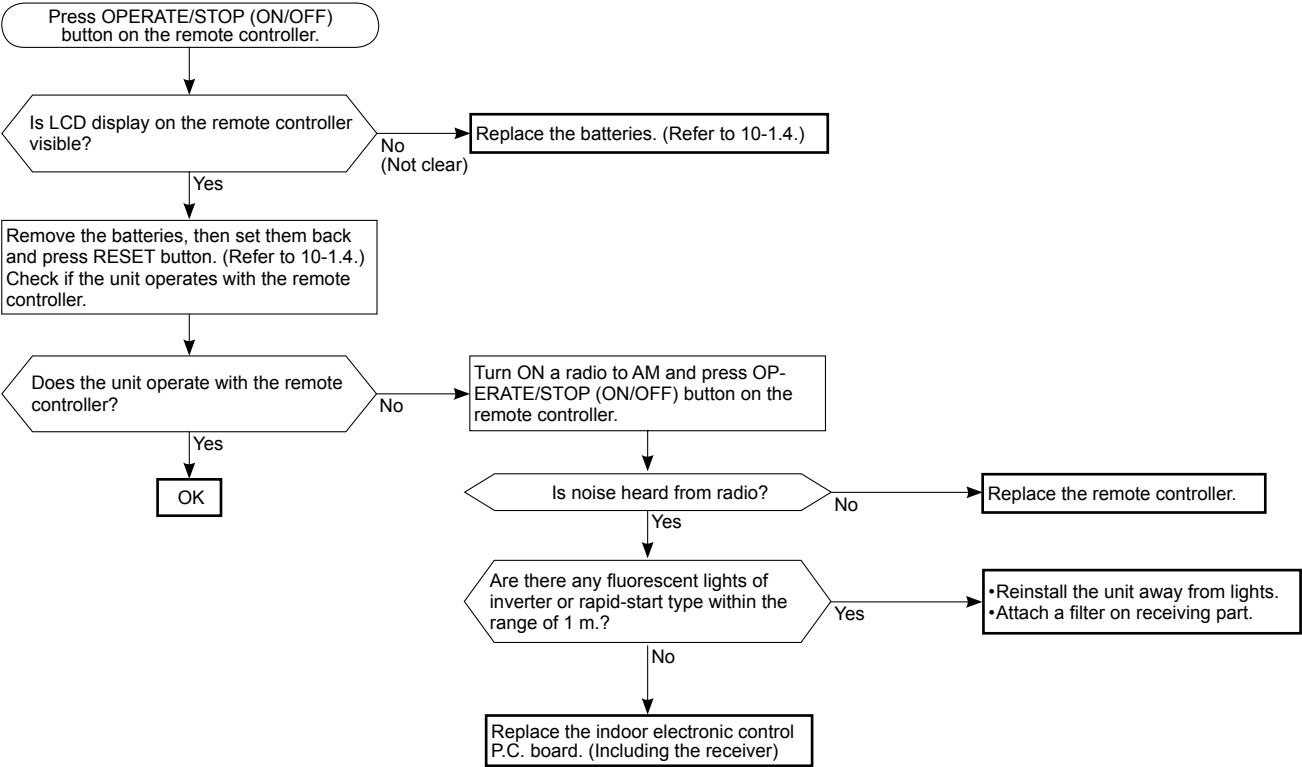 Press OPERATE/STOP (ON/OFF)
button on the remote controller.
Is LCD display on the remote controller
visible?
No
(Not clear)
Replace the batteries. (Refer to 10-1.4.)
Yes
Remove the batteries, then set them back
and press RESET button. (Refer to 10-1.4.)
Check if the unit operates with the remote
controller.
Does the unit operate with the remote
controller?
No
Turn ON a radio to AM and press OP-
ERATE/STOP (ON/OFF) button on the
remote controller.
Yes
OK
Is noise heard from radio?
No
Replace the remote controller.
Yes
Are there any fluorescent lights of
inverter or rapid-start type within the
range of 1 m.?
Yes
•Reinstall the unit away from lights.
•Attach a filter on receiving part.
No
Replace the indoor electronic control
P.C. board. (Including the receiver)